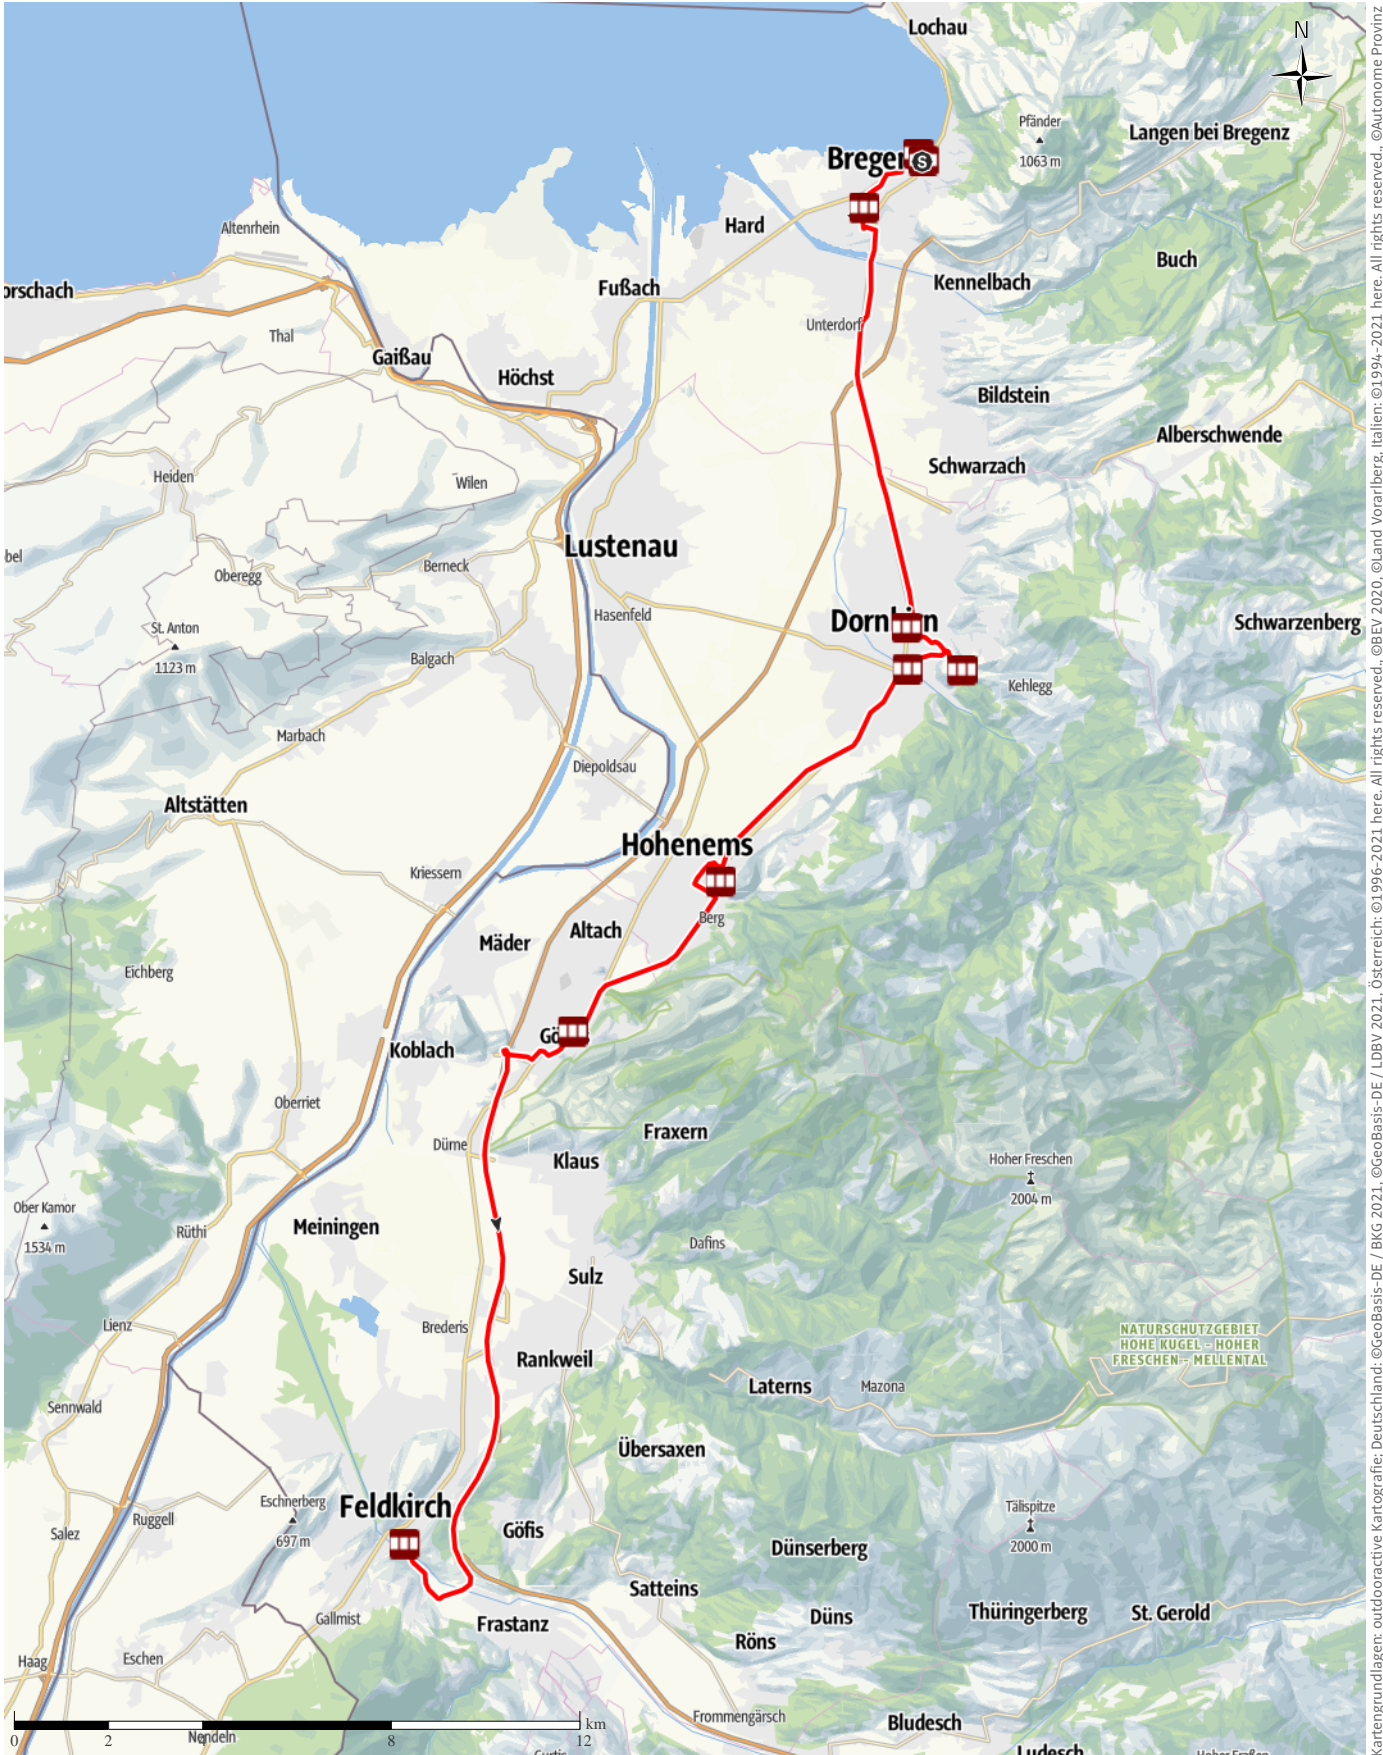 Lochau
N
Pfänder
1063 m
Langen bei Bregenz
S
Hard
Altenrhein
Buch
Kennelbach
Fußach
Unterdorf
Thal
Gaißau
Höchst
Bildstein
Alberschwende
Schwarzach
Heiden
Wilen
Lustenau
Berneck
Oberegg
Hasenfeld
St. Anton
1123 m
Schwarzenberg
Balgach
Kehlegg
Marbach
Diepoldsau
Altstätten
Hohenems
Kriessern
Berg
Altach
Mäder
Eichberg
Koblach
Oberriet
Fraxern
Dürne
Klaus
Hoher Freschen
2004 m
Ober Kamor
1534 m
Rüthi
Meiningen
Dafins
Sulz
Lienz
Brederis
NATURSCHUTZGEBIET
HOHE KUGEL - HOHER
FRESCHEN - MELLENTAL
Rankweil
Laterns
Mazona
Sennwald
Übersaxen
Eschnerberg
697 m
Feldkirch
Tälispitze
2000 m
Ruggell
Salez
Göfis
Dünserberg
Satteins
Gallmist
Frastanz
Düns
Thüringerberg
St. Gerold
Röns
Haag
Eschen
Frommengärsch
Bludesch
Nendeln
0 2 4 8 12 km
Kartengrundlagen: outdooractive Kartografie; Deutschland: ©GeoBasis-DE / BKG 2021, ©GeoBasis-DE / LDBV 2021, Österreich: ©1996-2021 here. All rights reserved., ©BEV 2020, ©Land Vorarlberg, Italien: ©1994-2021 here. All rights reserved., ©Autonome Provinz